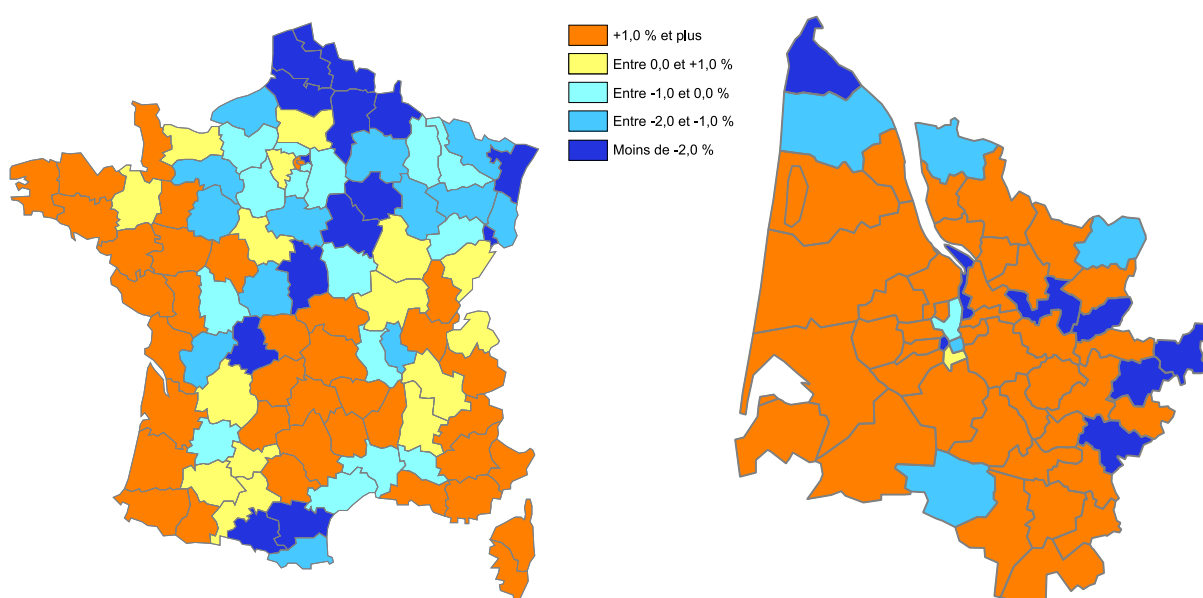 +1,0 % et plus
Entre 0,0 et +1,0 %
Entre -1,0 et 0,0 %
Entre -2,0 et -1,0 %
Moins de -2,0 %